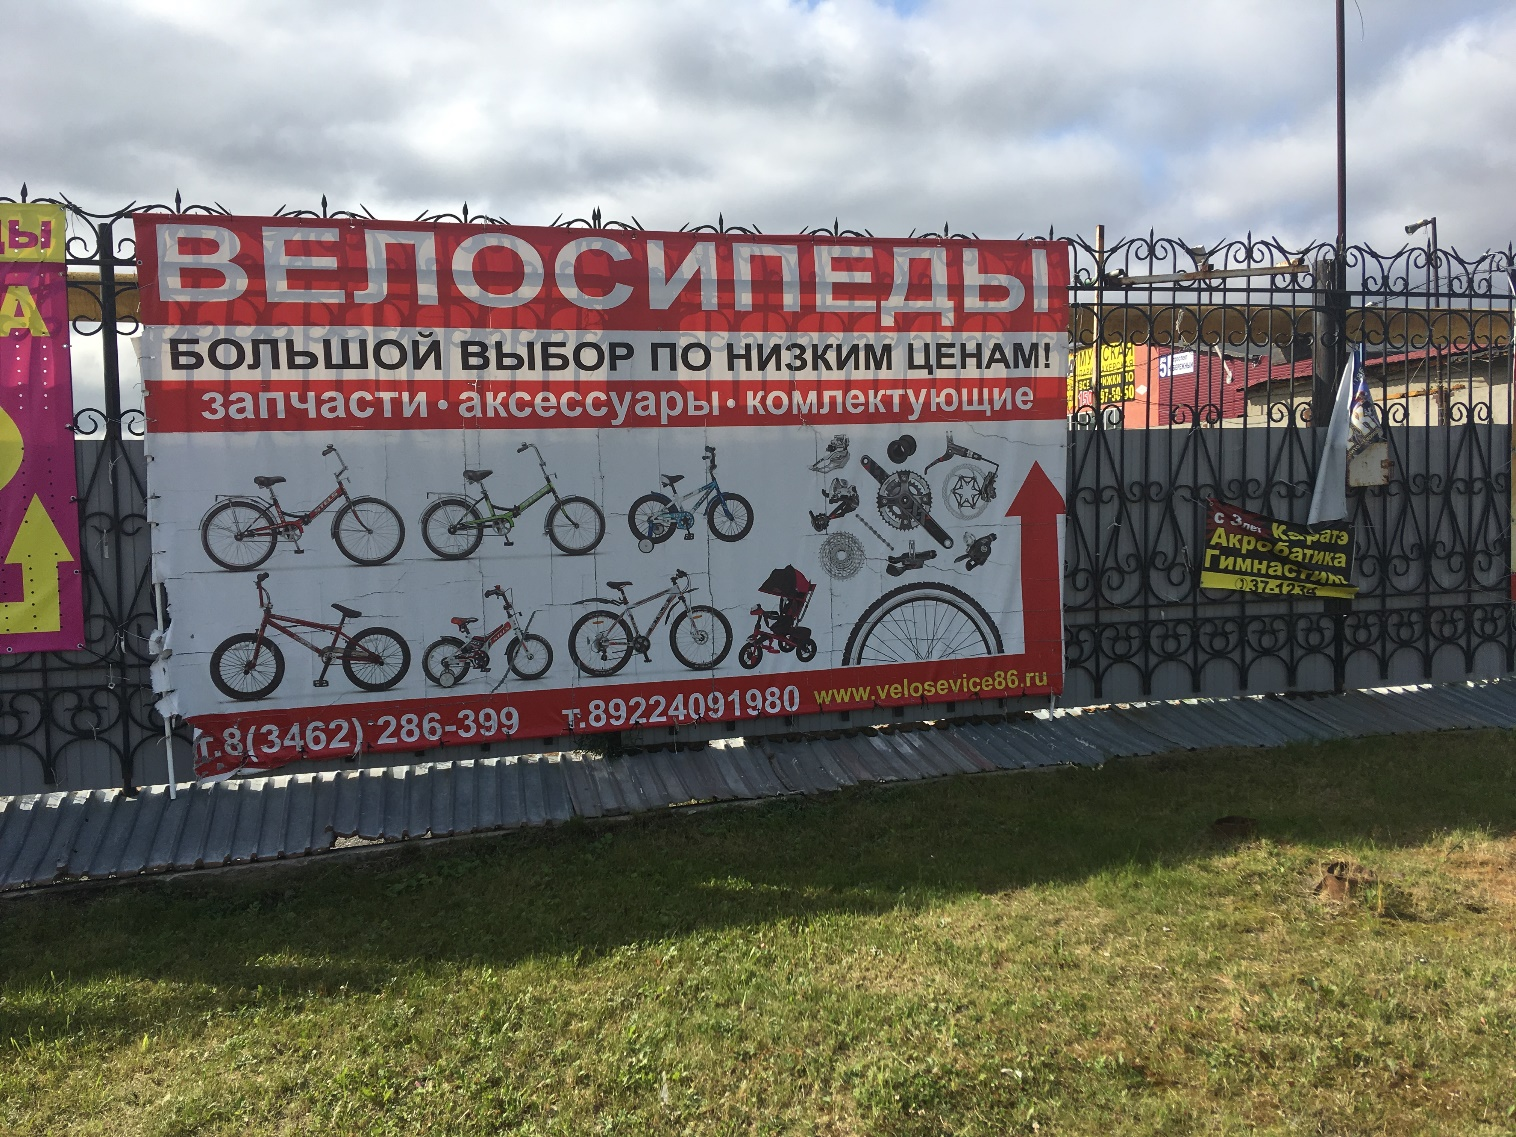 ВЕЛОСИПЕДЫ
БОЛЬШОЙ ВЫБОР ПО НИЗКИМ ЦЕНАМ!
запчасти · аксессуары · комлектующие
т.8(3462) 286-399 т.89224091980 www.velosevice86.ru
с 3лет Каратэ
Акробатика
Гимнастика
А